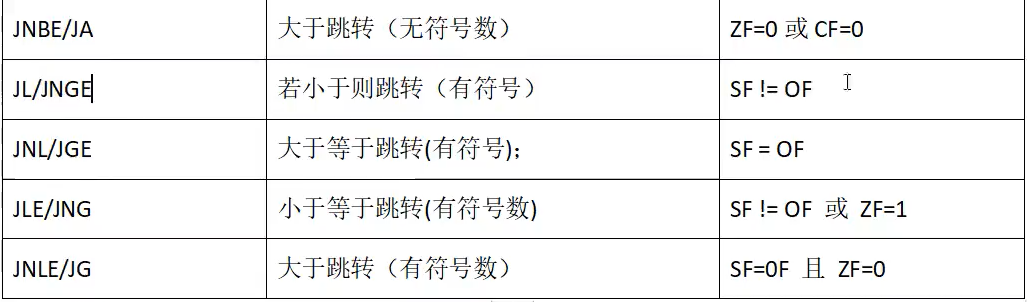 JNBE/JA 大于跳转（无符号数） ZF=0 或 CF=0
JL/JNGE 若小于则跳转（有符号） SF != OF
JNL/JGE 大于等于跳转(有符号); SF = OF
JLE/JNG 小于等于跳转(有符号数) SF != OF 或 ZF=1
JNLE/JG 大于跳转（有符号数） SF=0F 且 ZF=0